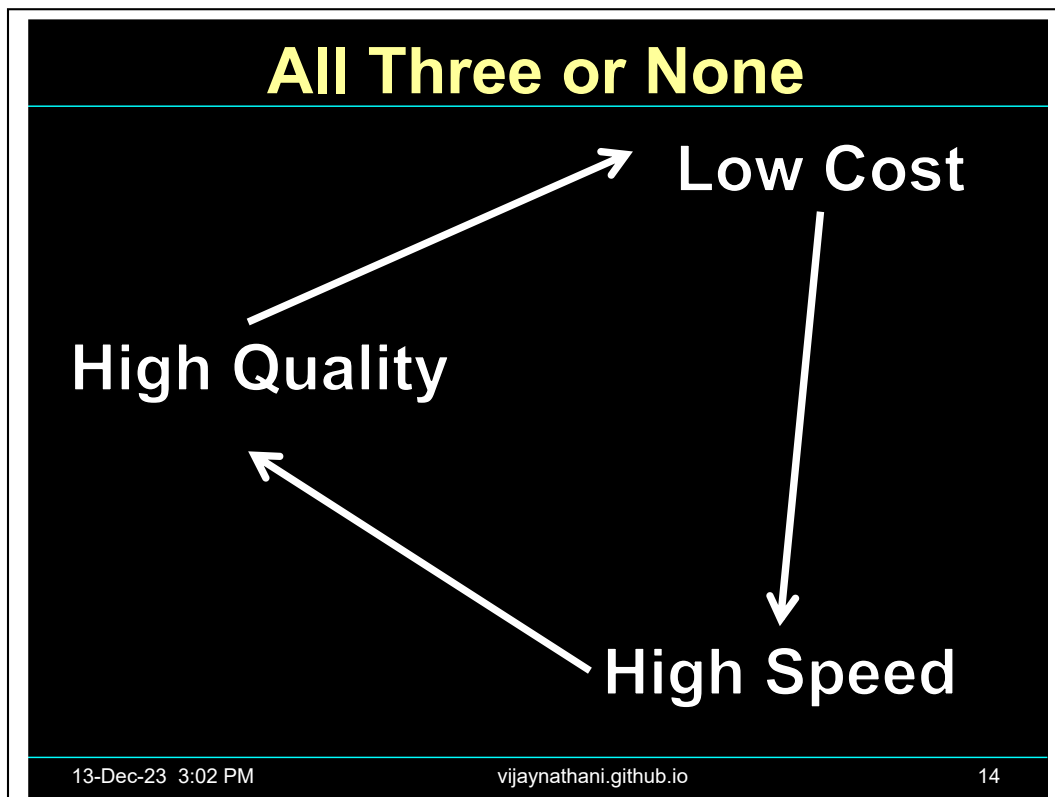 All Three or None
Low Cost
High Quality
High Speed
13-Dec-23 3:02 PM vijaynathani.github.io 14